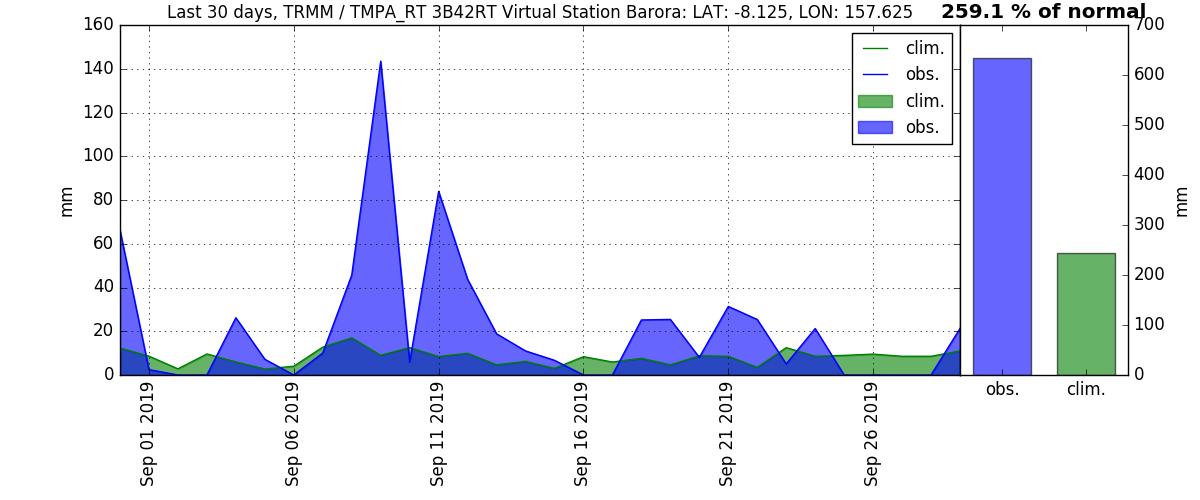 Last 30 days, TRMM / TMPA_RT 3B42RT Virtual Station Barora: LAT: -8.125, LON: 157.625
259.1 % of normal
160
140
120
100
80
60
40
20
0
mm
clim.
obs.
clim.
obs.
700
600
500
400
300
200
100
0
mm
Sep 01 2019
Sep 06 2019
Sep 11 2019
Sep 16 2019
Sep 21 2019
Sep 26 2019
obs.
clim.